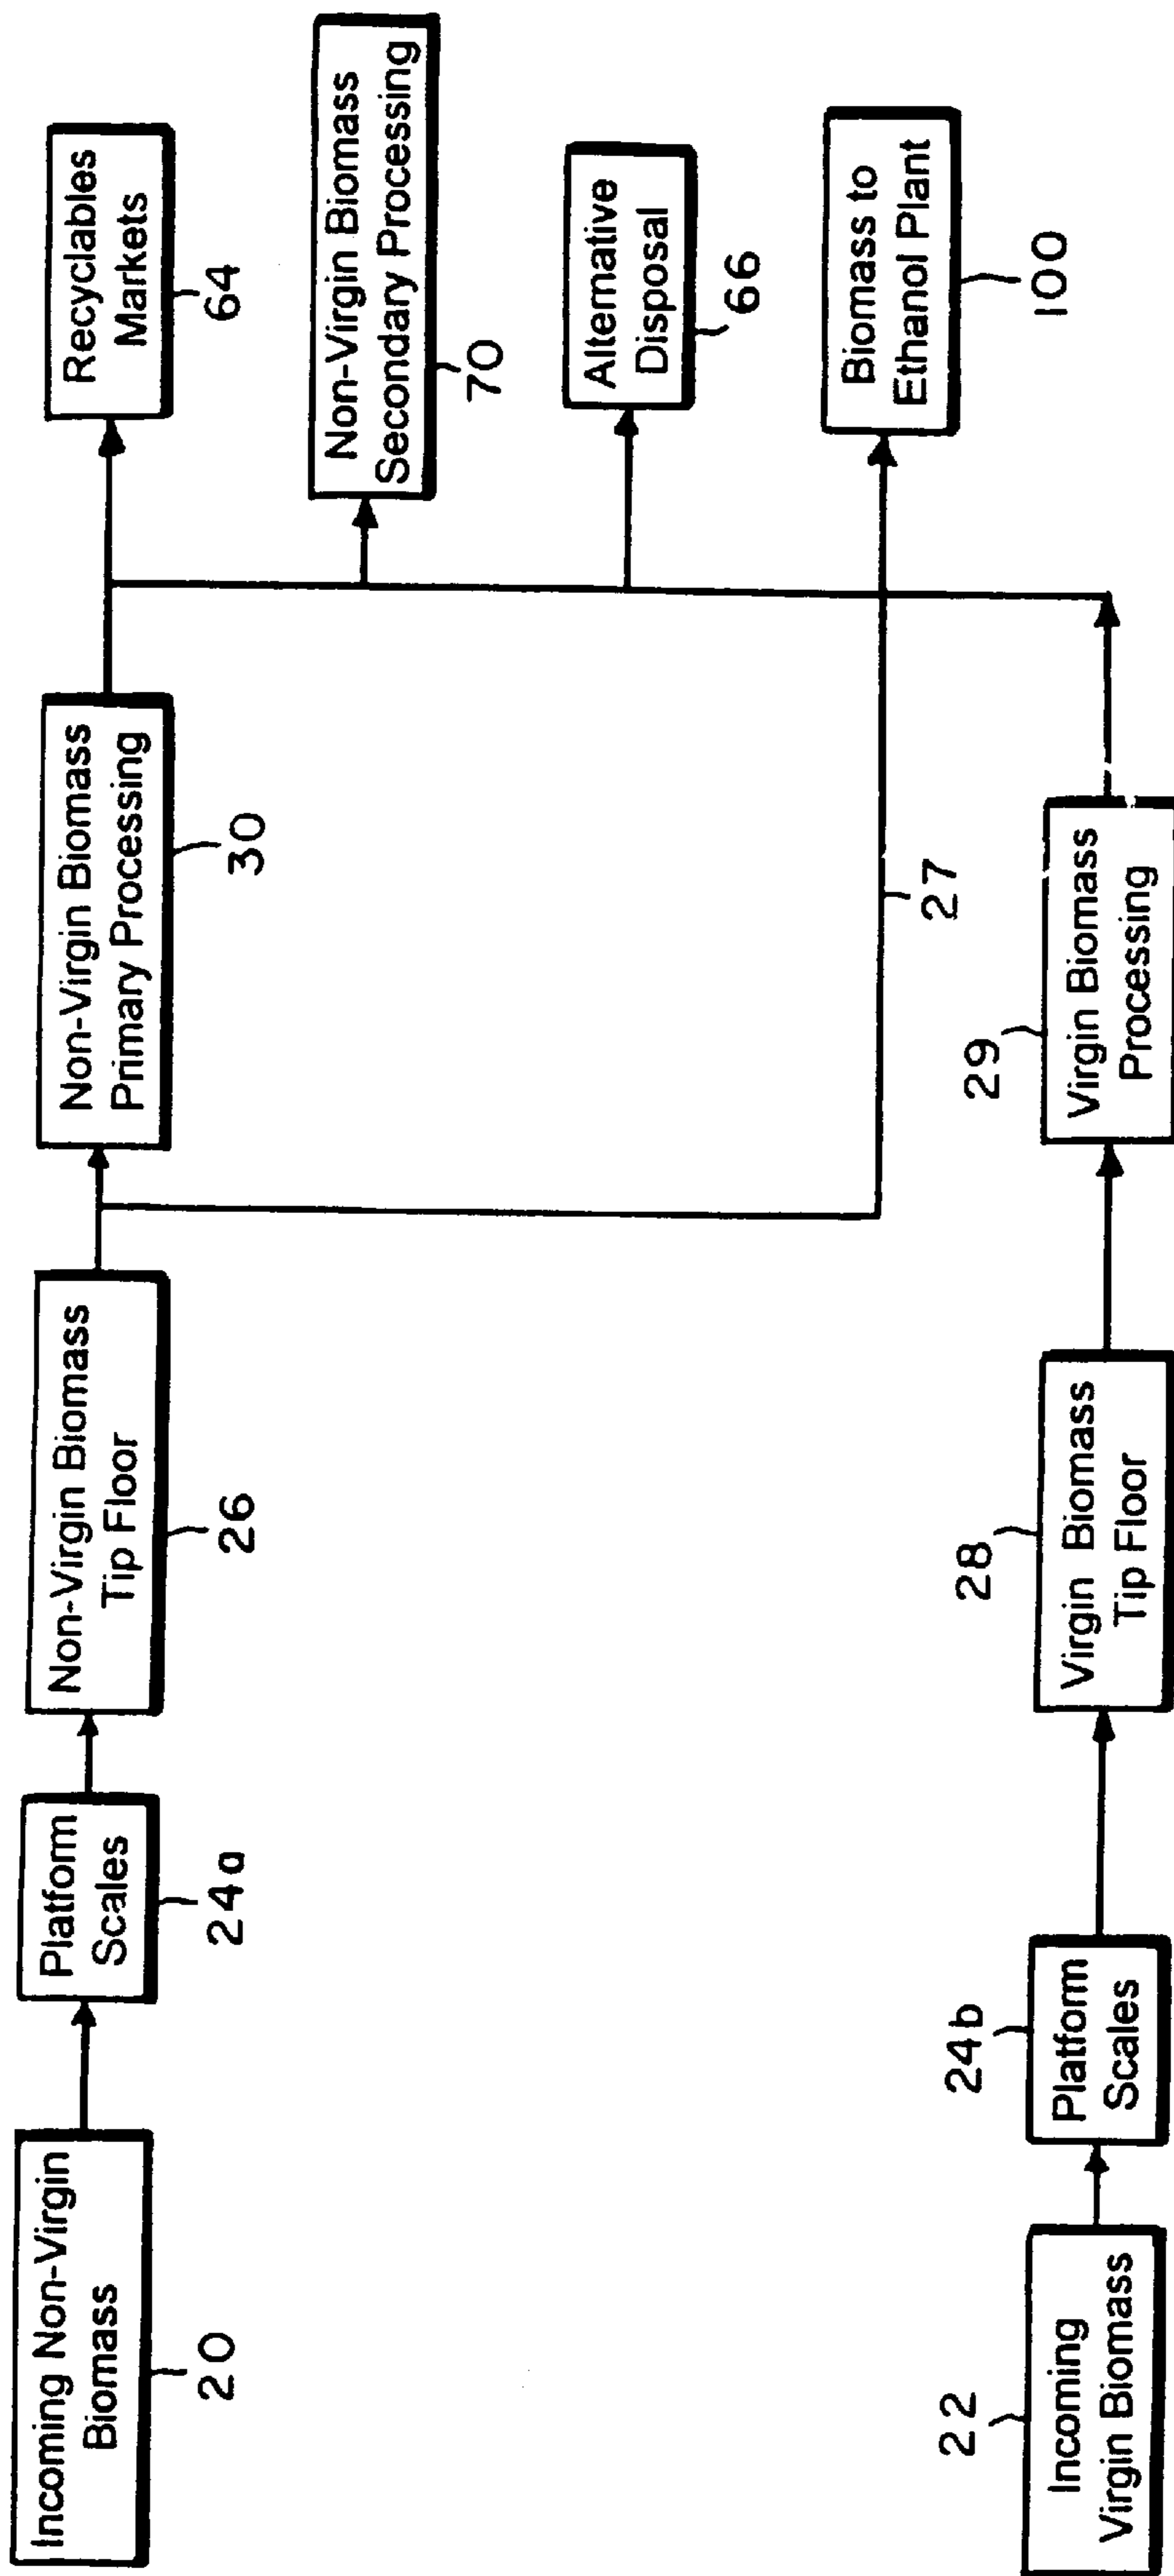 Incoming Non-Virgin
Biomass
20
Platform
Scales
24a
Non-Virgin Biomass
Tip Floor
26
Non-Virgin Biomass
Primary Processing
30
Recyclables
Markets
64
Non-Virgin Biomass
Secondary Processing
70
Alternative
Disposal
66
Biomass to
Ethanol Plant
100
27
22
Incoming
Virgin Biomass
24b
Platform
Scales
28
Virgin Biomass
Tip Floor
29
Virgin Biomass
Processing